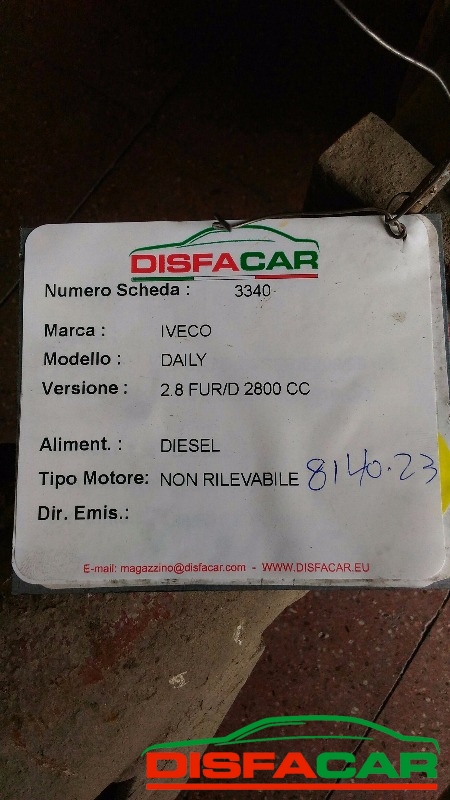 DISFACAR
Numero Scheda : 3340
Marca : IVECO
Modello : DAILY
Versione : 2.8 FUR/D 2800 CC
Aliment. : DIESEL
Tipo Motore: NON RILEVABILE 8140.23
Dir. Emis.:
E-mail: magazzino@disfacar.com - WWW.DISFACAR.EU
DISFACAR